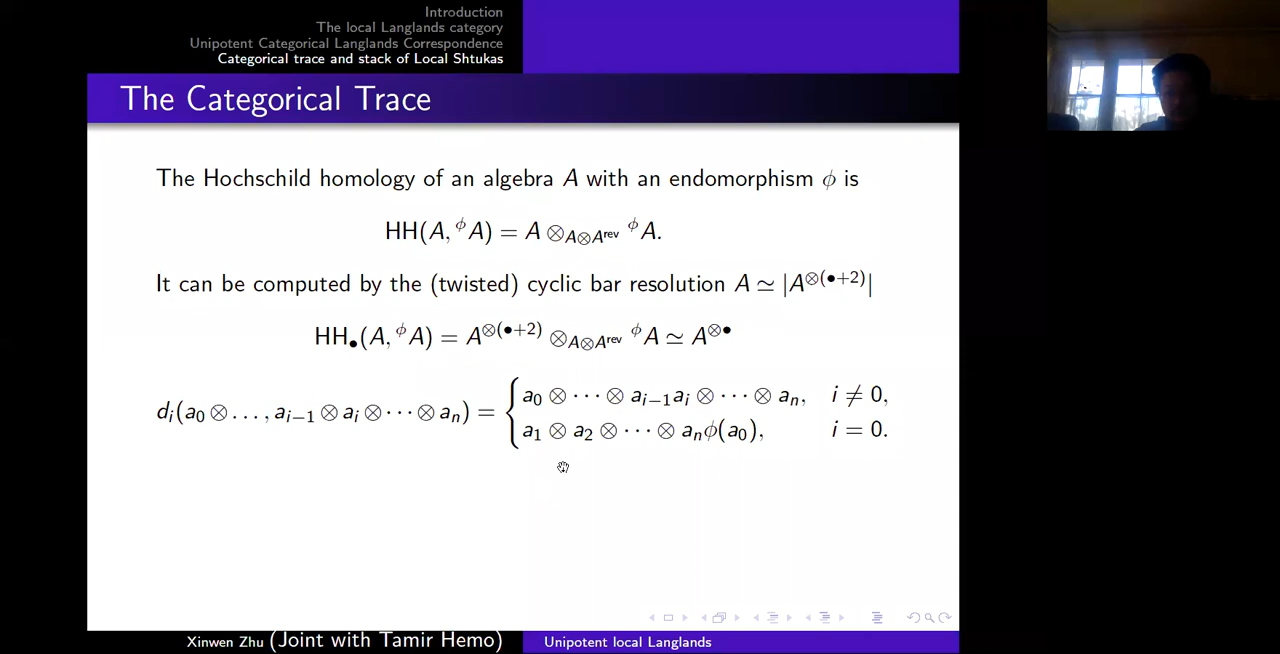 Introduction
The local Langlands category
Unipotent Categorical Langlands Correspondence
Categorical trace and stack of Local Shtukas
The Categorical Trace
The Hochschild homology of an algebra A with an endomorphism ϕ is
HH(A, ᵠA) = A ⊗_{A⊗A^{rev}} ᵠA.
It can be computed by the (twisted) cyclic bar resolution A ≃ |A^{⊗(•+2)}|
HH_•(A, ᵠA) = A^{⊗(•+2)} ⊗_{A⊗A^{rev}} ᵠA ≃ A^{⊗•}
d_i(a_0 ⊗ ..., a_{i−1} ⊗ a_i ⊗ ··· ⊗ a_n) = { a_0 ⊗ ··· ⊗ a_{i−1}a_i ⊗ ··· ⊗ a_n, i ≠ 0,
a_1 ⊗ a_2 ⊗ ··· ⊗ a_nϕ(a_0), i = 0.
Xinwen Zhu (Joint with Tamir Hemo) Unipotent local Langlands